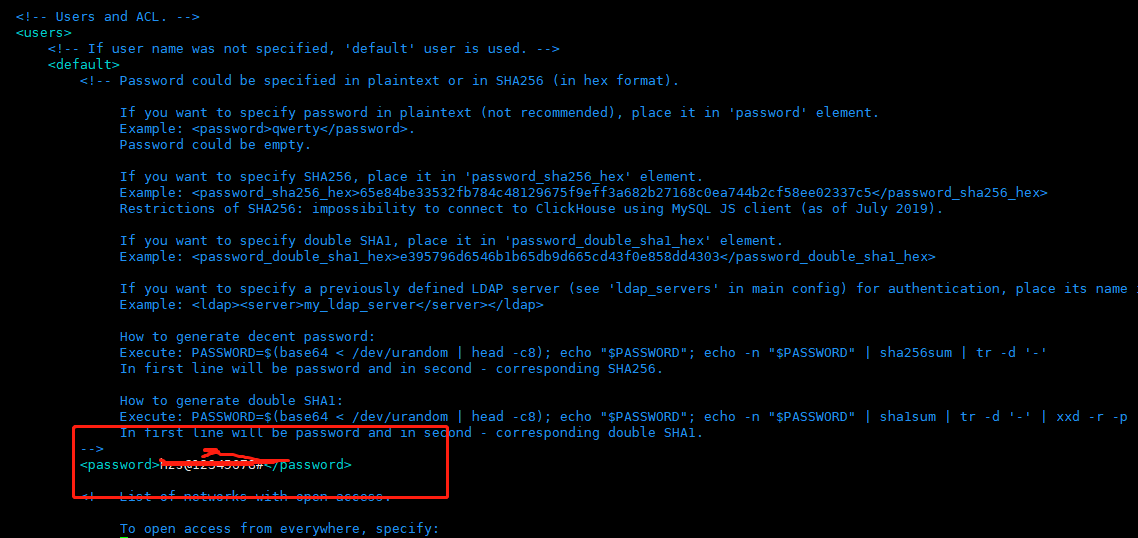 <!-- Users and ACL. -->
<users>
<!-- If user name was not specified, 'default' user is used. -->
<default>
<!-- Password could be specified in plaintext or in SHA256 (in hex format).
If you want to specify password in plaintext (not recommended), place it in 'password' element.
Example: <password>qwerty</password>.
Password could be empty.
If you want to specify SHA256, place it in 'password_sha256_hex' element.
Example: <password_sha256_hex>65e84be33532fb784c48129675f9eff3a682b27168c0ea744b2cf58ee02337c5</password_sha256_hex>
Restrictions of SHA256: impossibility to connect to ClickHouse using MySQL JS client (as of July 2019).
If you want to specify double SHA1, place it in 'password_double_sha1_hex' element.
Example: <password_double_sha1_hex>e395796d6546b1b65db9d665cd43f0e858dd4303</password_double_sha1_hex>
If you want to specify a previously defined LDAP server (see 'ldap_servers' in main config) for authentication, place its name
Example: <ldap><server>my_ldap_server</server></ldap>
How to generate decent password:
Execute: PASSWORD=$(base64 < /dev/urandom | head -c8); echo "$PASSWORD"; echo -n "$PASSWORD" | sha256sum | tr -d '-'
In first line will be password and in second - corresponding SHA256.
How to generate double SHA1:
Execute: PASSWORD=$(base64 < /dev/urandom | head -c8); echo "$PASSWORD"; echo -n "$PASSWORD" | sha1sum | tr -d '-' | xxd -r -p
In first line will be password and in second - corresponding double SHA1.
-->
<password></password>
<!-- List of networks with open access.
To open access from everywhere, specify: